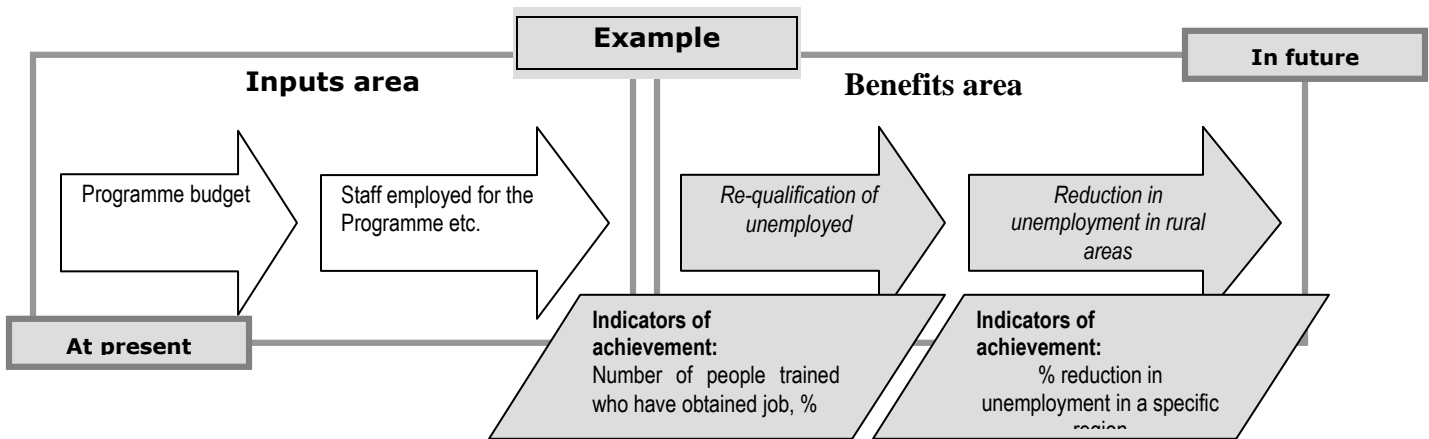 Example
In future
Inputs area
Benefits area
Programme budget
Staff employed for the
Programme etc.
Re-qualification of
unemployed
Reduction in
unemployment in rural
areas
At present
Indicators of
achievement:
Number of people trained
who have obtained job, %
Indicators of
achievement:
% reduction in
unemployment in a specific
region